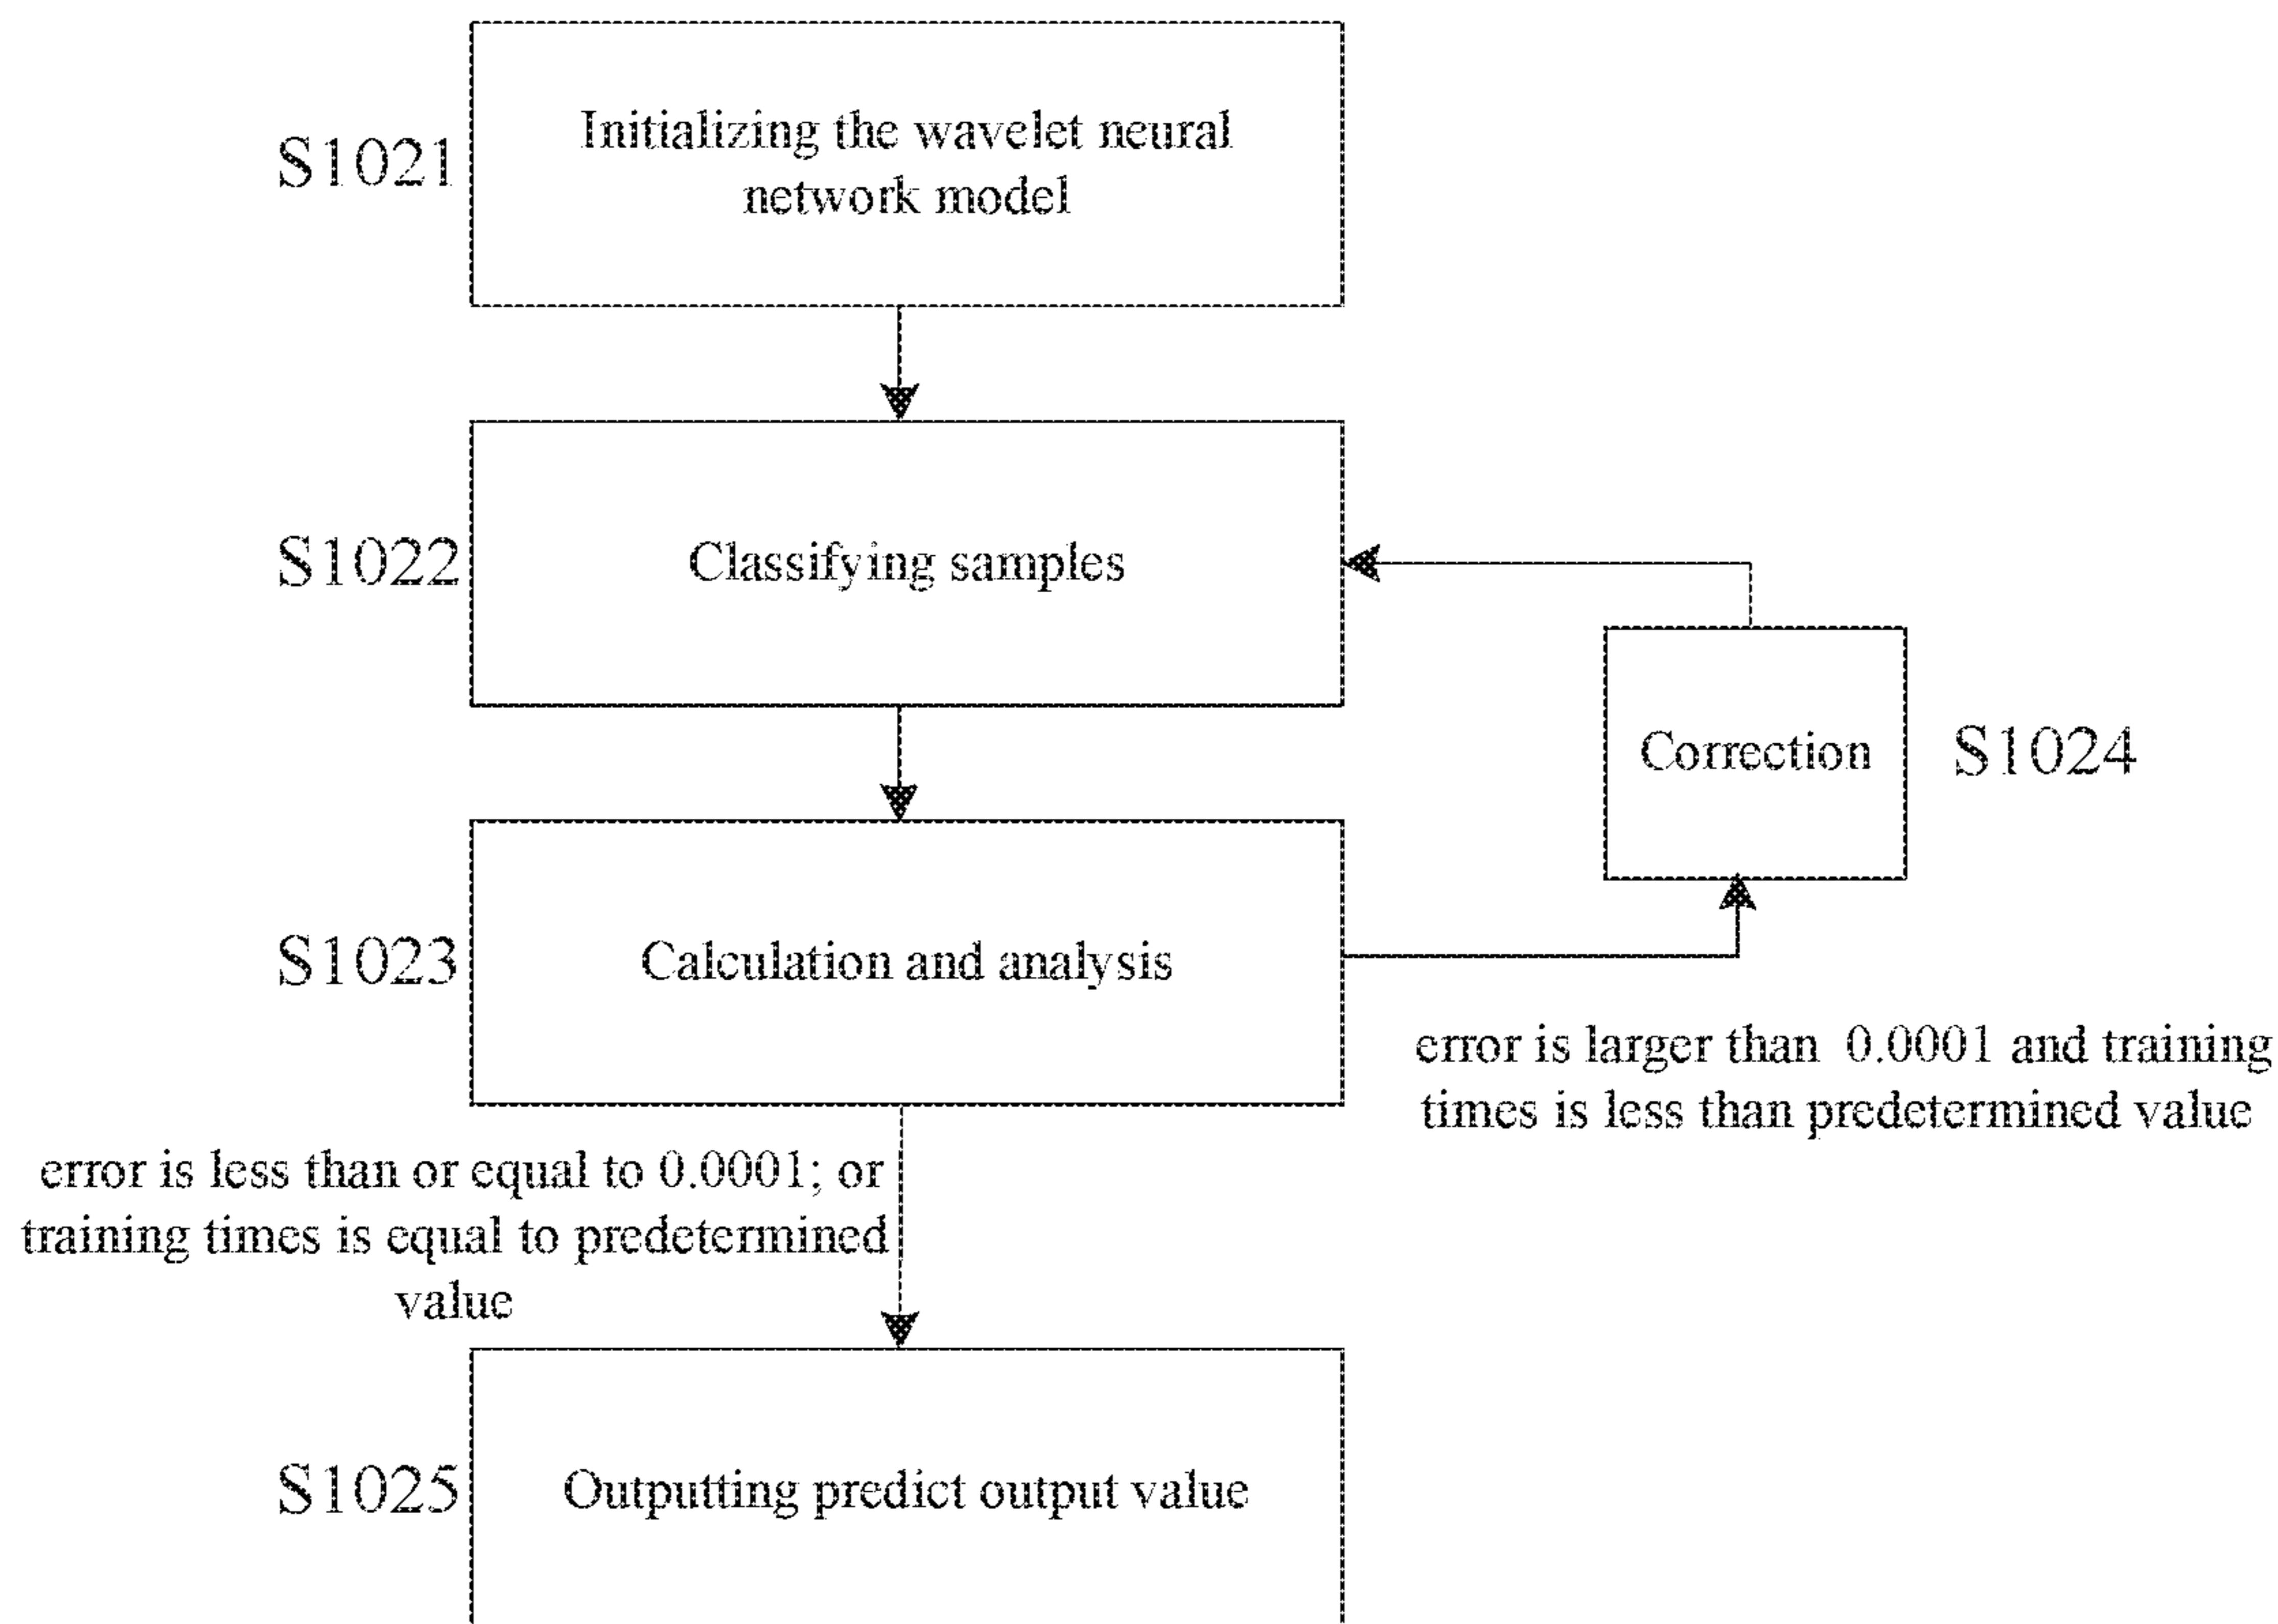 S1021
Initializing the wavelet neural
network model
S1022
Classifying samples
Correction
S1024
S1023
Calculation and analysis
error is larger than 0.0001 and training
times is less than predetermined value
error is less than or equal to 0.0001; or
training times is equal to predetermined
value
S1025
Outputting predict output value